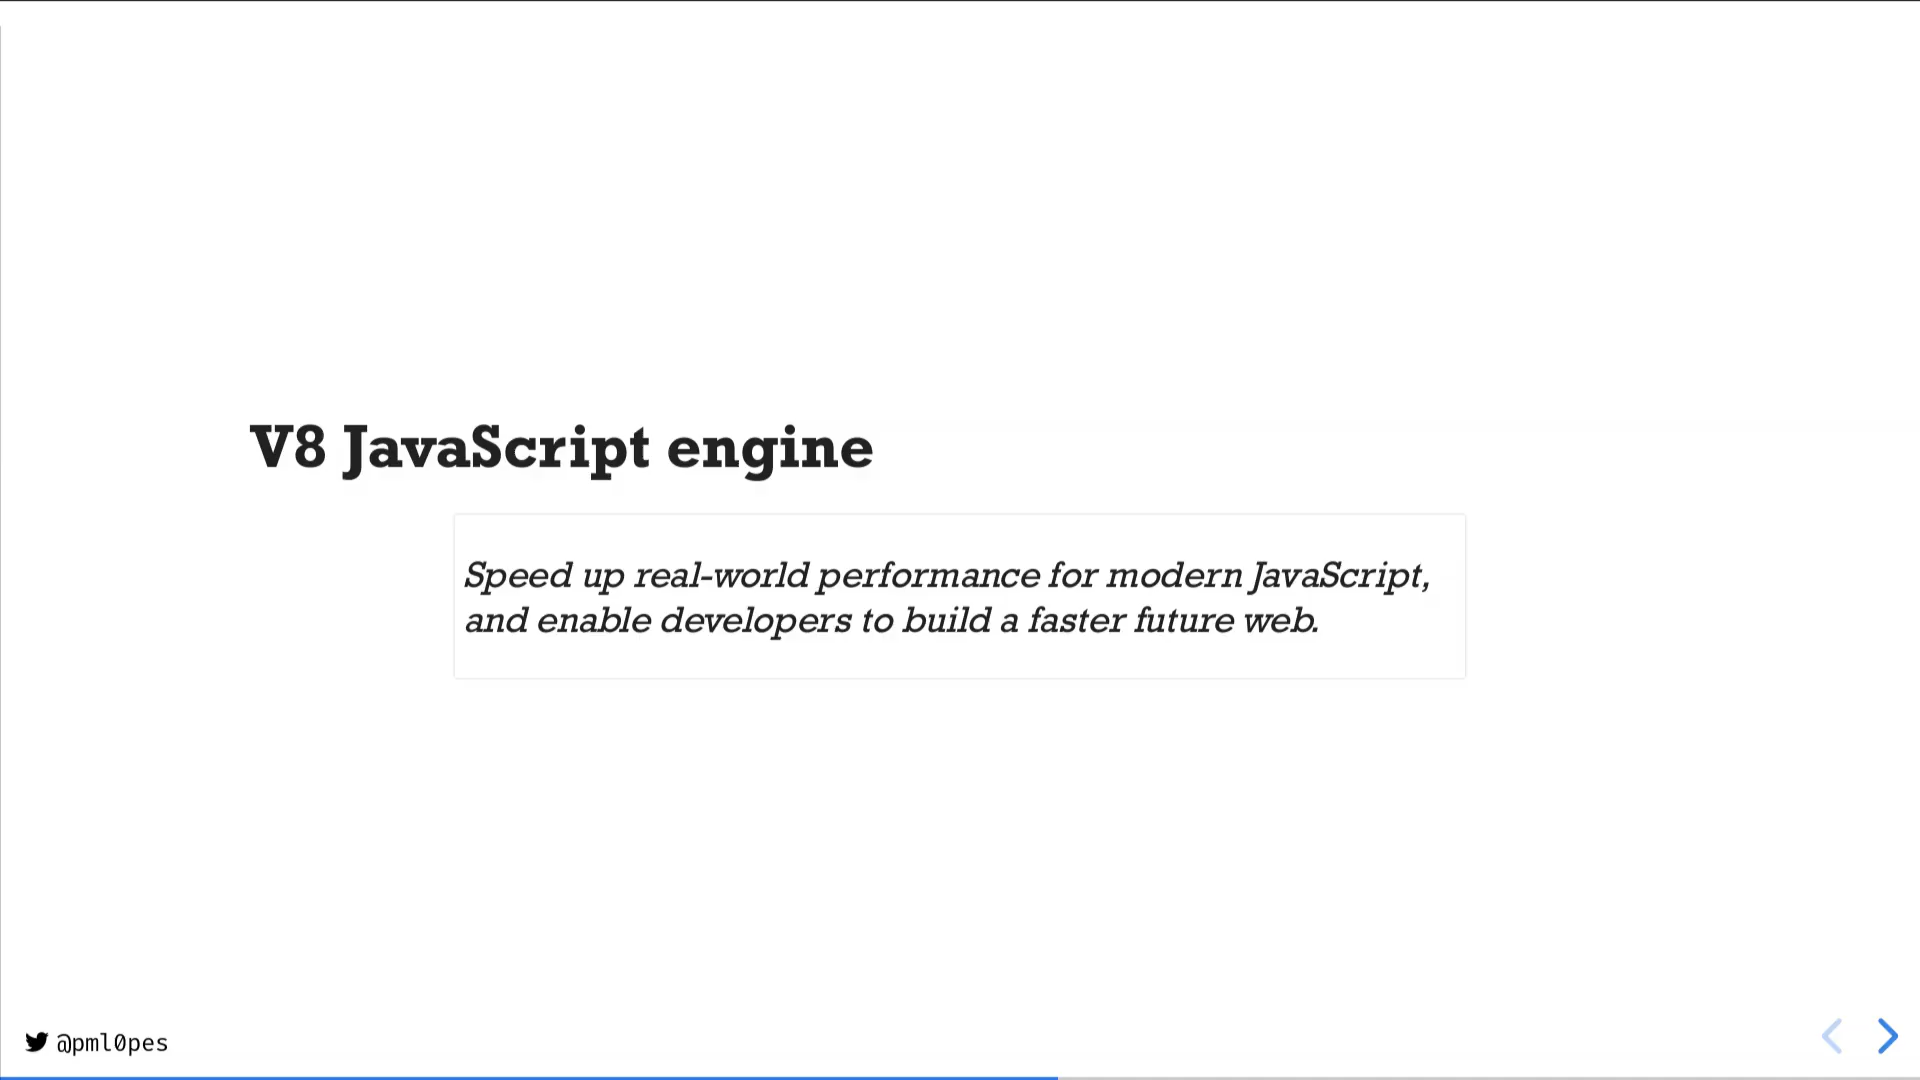 V8 JavaScript engine
Speed up real-world performance for modern JavaScript,
and enable developers to build a faster future web.
@pml0pes